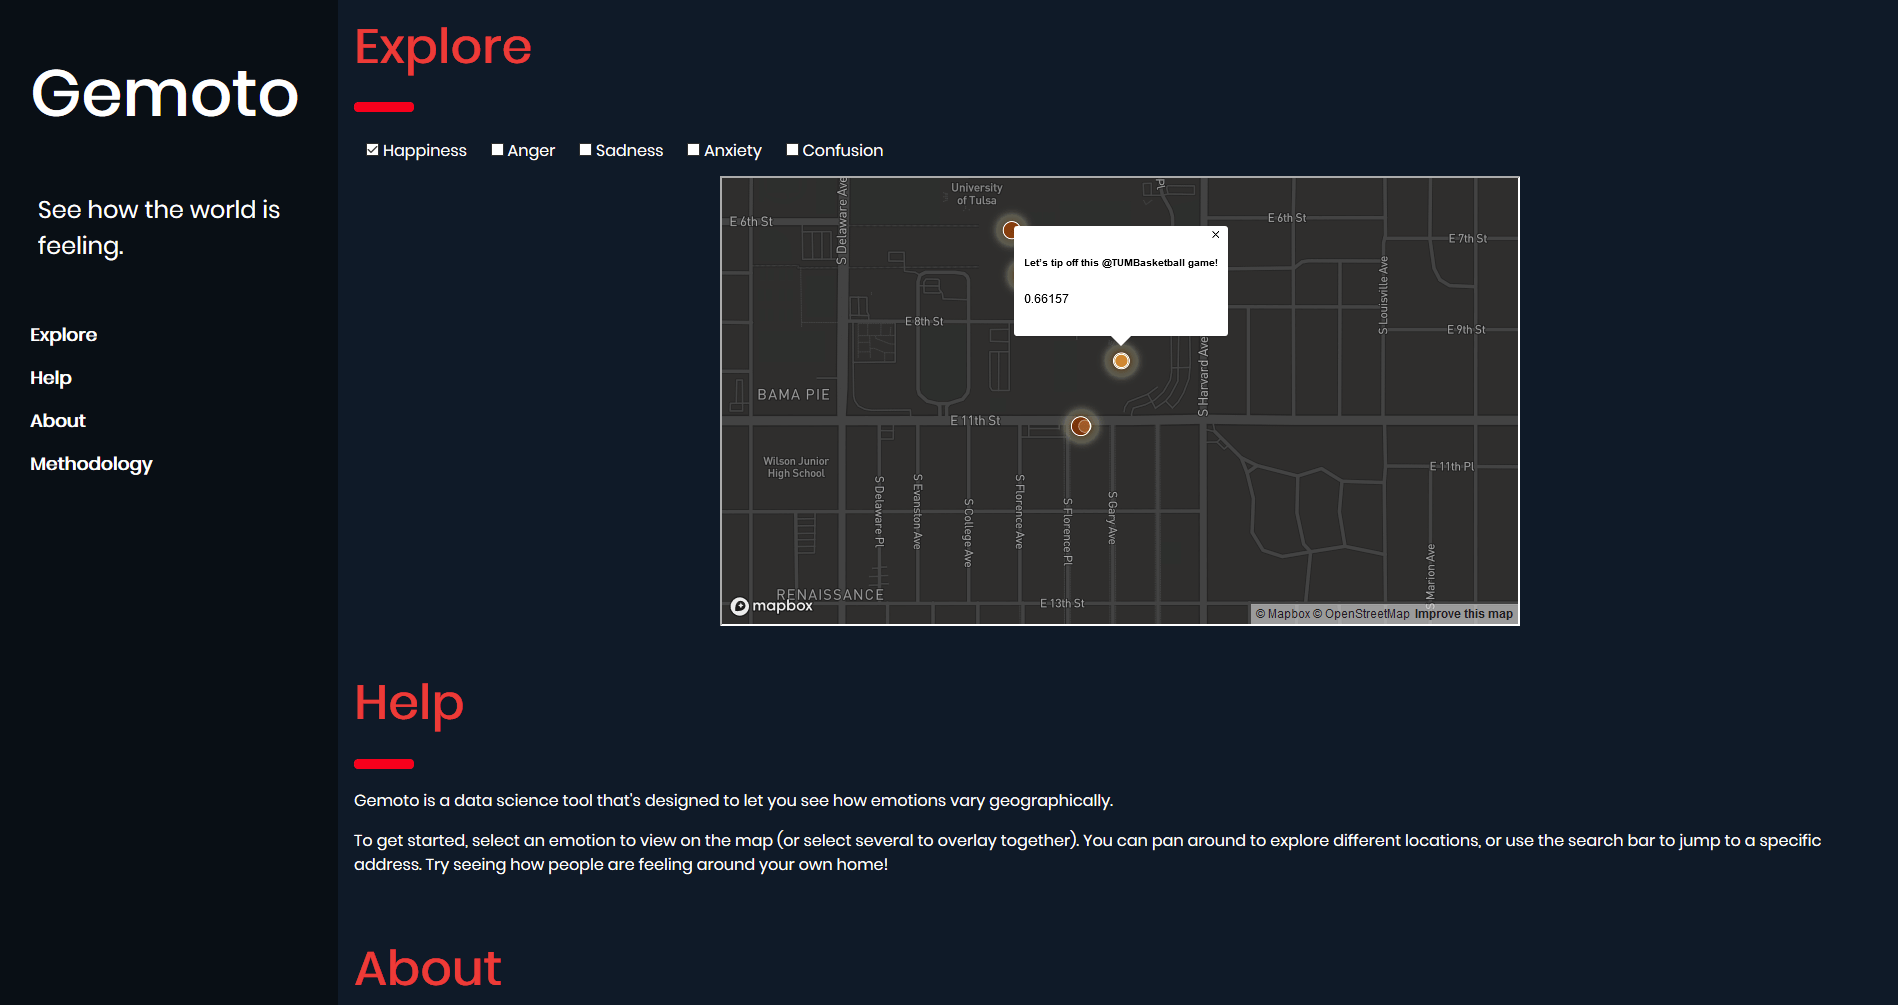 Gemoto
See how the world is
feeling.
Explore
Help
About
Methodology
Explore
Happiness Anger Sadness Anxiety Confusion
University
of Tulsa
Pl
S Delaware Ave
E 6th St
E 6th St
E 7th St
×
Let's tip off this @TUMBasketball game!
0.66157
S Louisville Ave
E 8th St
E 9th St
S Harvard Ave
BAMA PIE
E 11th St
Wilson Junior
High School
E 11th Pl
S Delaware Pl
S Evanston Ave
S College Ave
S Florence Ave
S Florence Pl
S Gary Ave
S Marion Ave
RENAISSANCE
E 13th St
mapbox
© Mapbox © OpenStreetMap Improve this map
Help
Gemoto is a data science tool that's designed to let you see how emotions vary geographically.
To get started, select an emotion to view on the map (or select several to overlay together). You can pan around to explore different locations, or use the search bar to jump to a specific
address. Try seeing how people are feeling around your own home!
About